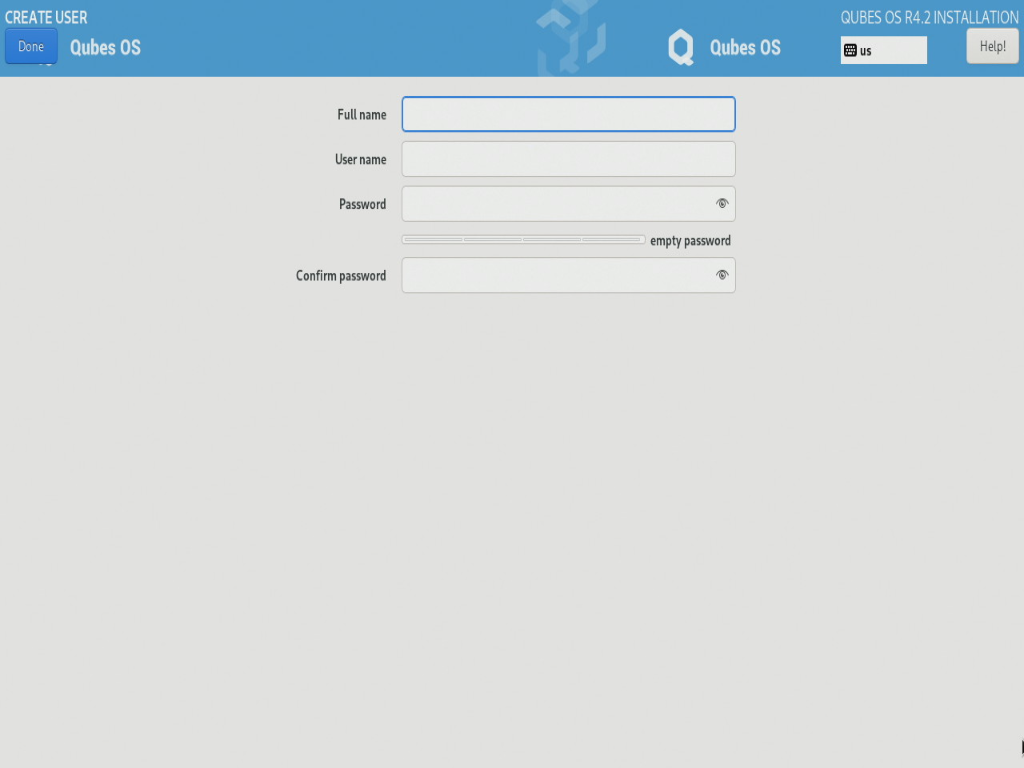 CREATE USER
QUBES OS R4.2 INSTALLATION
Done
Qubes OS
Qubes OS
us
Help!
Full name
User name
Password
empty password
Confirm password